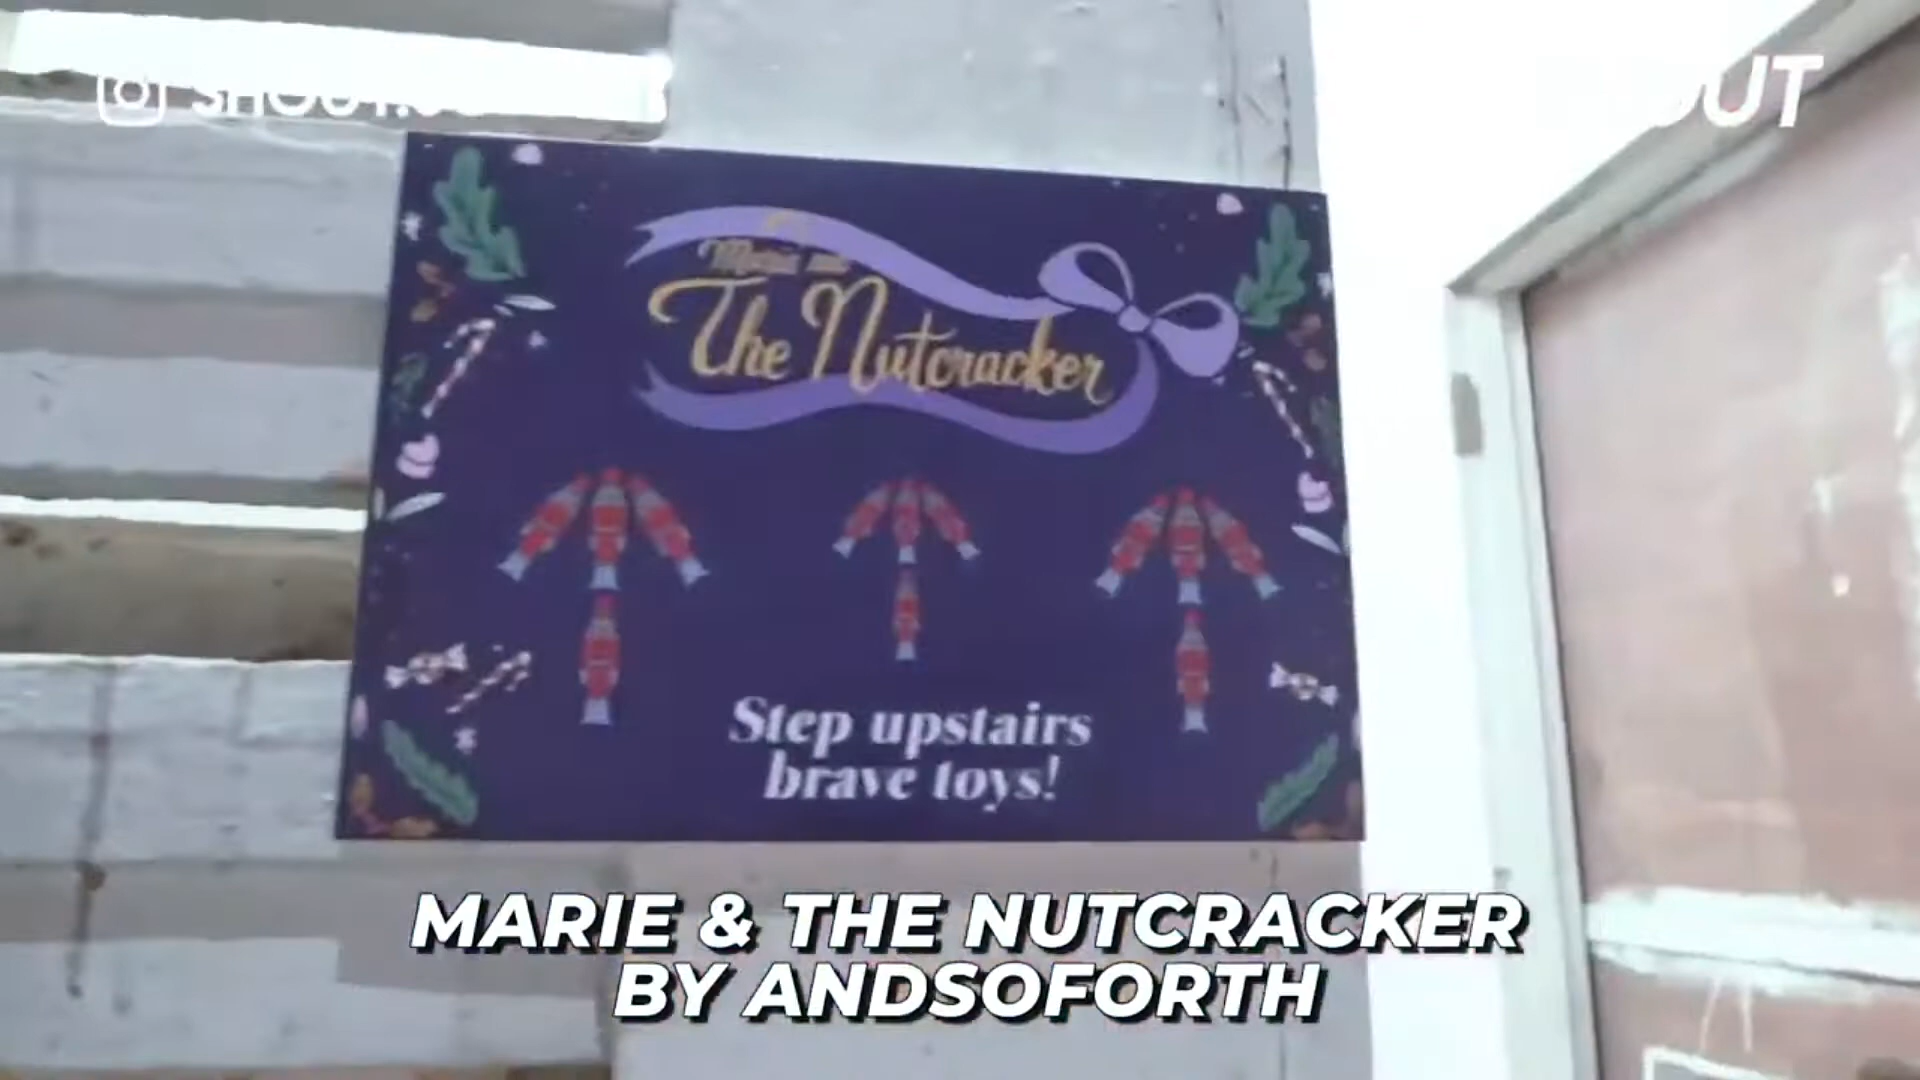 The Nutcracker
Step upstairs
brave toys!
MARIE & THE NUTCRACKER
BY ANDSOFORTH